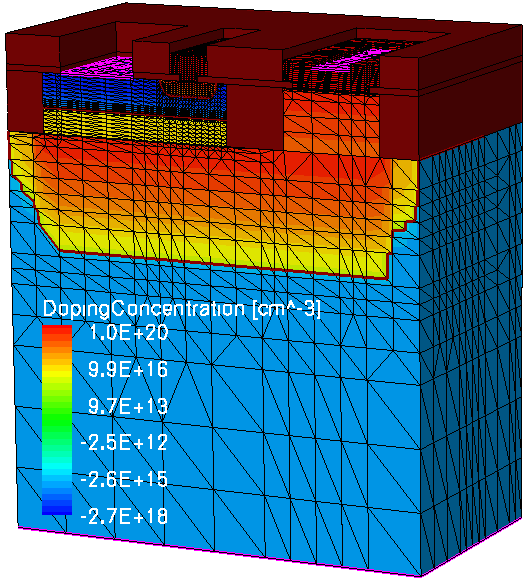 DopingConcentration [cm^-3]
1.0E+20
9.9E+16
9.7E+13
-2.5E+12
-2.6E+15
-2.7E+18